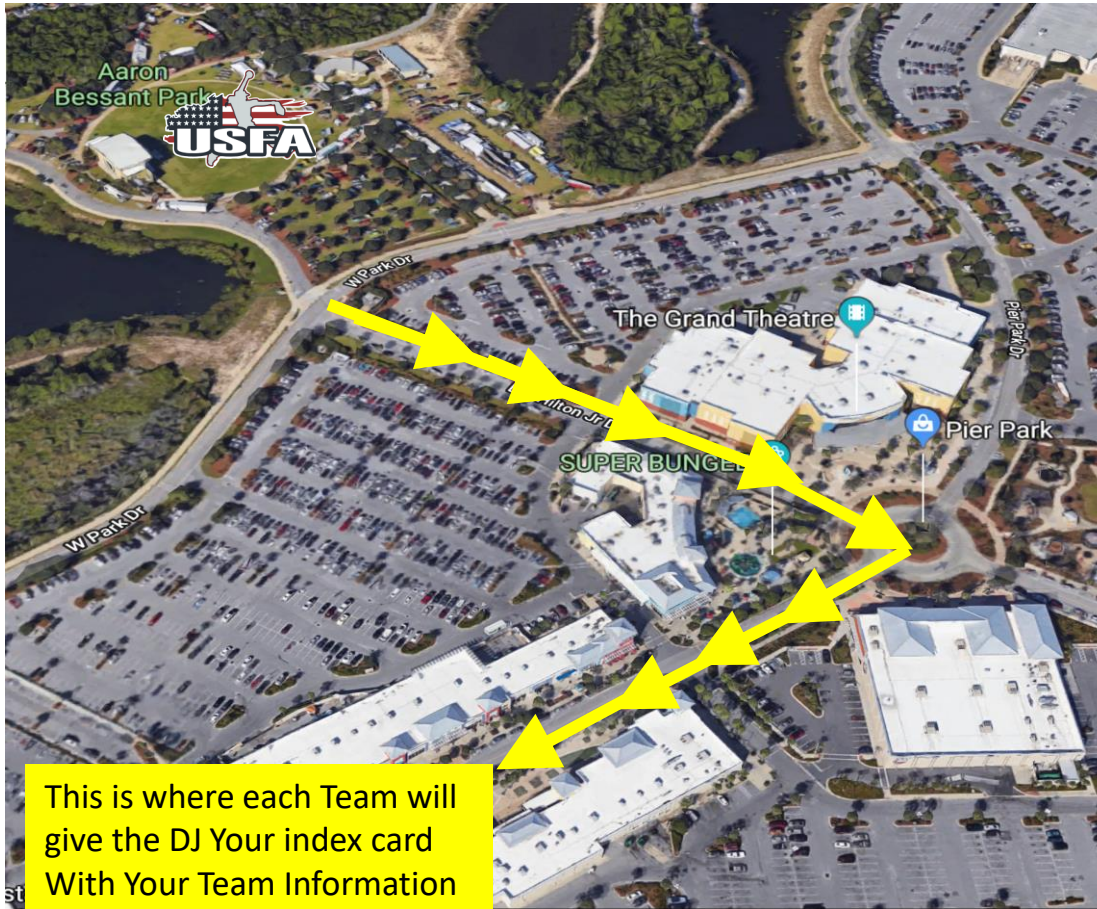 Aaron
Bessant Park
USFA
W Park Dr
The Grand Theatre
Pier Park Dr
Pier Park
SUPER BUNGEE
W Park Dr
This is where each Team will
give the DJ Your index card
With Your Team Information